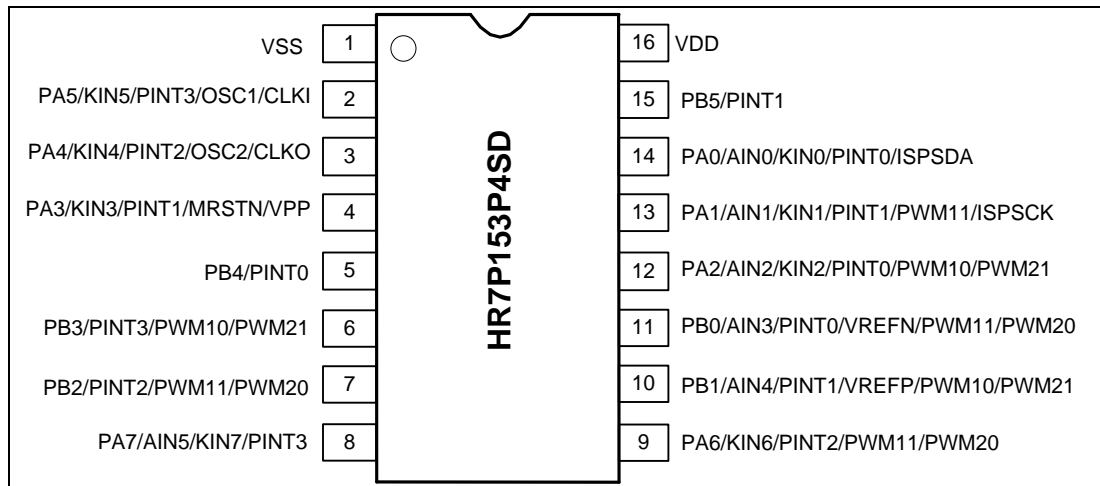 VSS 1
PA5/KIN5/PINT3/OSC1/CLKI 2
PA4/KIN4/PINT2/OSC2/CLKO 3
PA3/KIN3/PINT1/MRSTN/VPP 4
PB4/PINT0 5
PB3/PINT3/PWM10/PWM21 6
PB2/PINT2/PWM11/PWM20 7
PA7/AIN5/KIN7/PINT3 8
HR7P153P4SD
16 VDD
15 PB5/PINT1
14 PA0/AIN0/KIN0/PINT0/ISPSDA
13 PA1/AIN1/KIN1/PINT1/PWM11/ISPSCK
12 PA2/AIN2/KIN2/PINT0/PWM10/PWM21
11 PB0/AIN3/PINT0/VREFN/PWM11/PWM20
10 PB1/AIN4/PINT1/VREFP/PWM10/PWM21
9 PA6/KIN6/PINT2/PWM11/PWM20